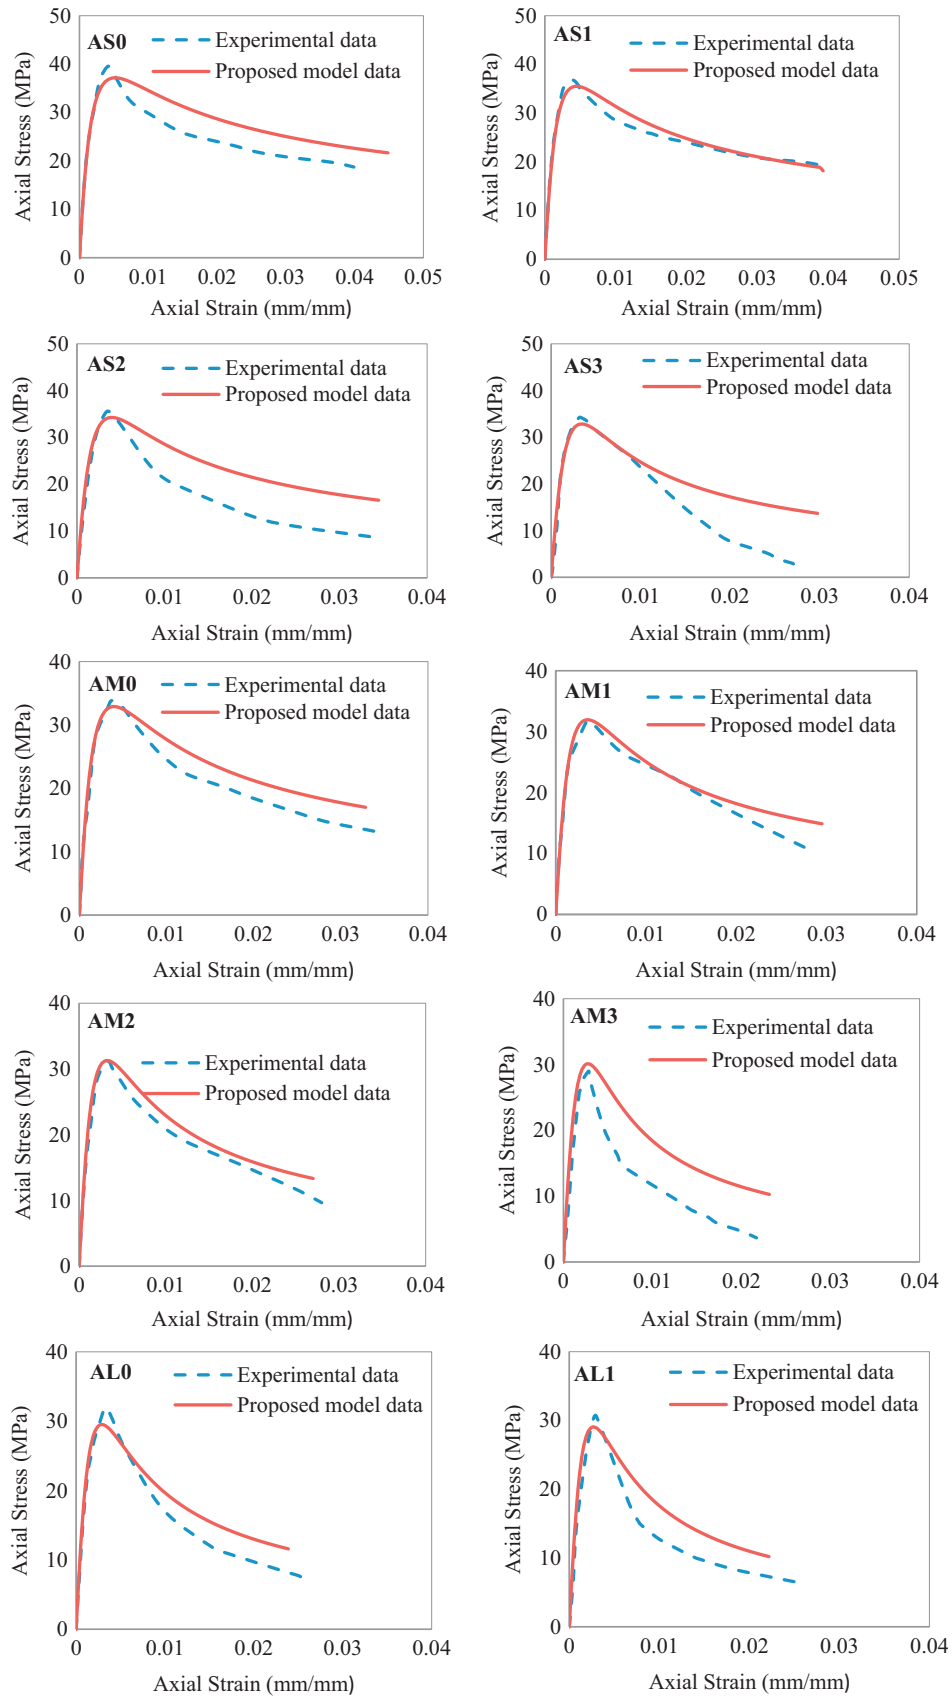 50
40
30
20
10
0
Axial Stress (MPa)
AS0
Experimental data
Proposed model data
0 0.01 0.02 0.03 0.04 0.05
Axial Strain (mm/mm)
50
40
30
20
10
0
Axial Stress (MPa)
AS1
Experimental data
Proposed model data
0 0.01 0.02 0.03 0.04 0.05
Axial Strain (mm/mm)
50
40
30
20
10
0
Axial Stress (MPa)
AS2
Experimental data
Proposed model data
0 0.01 0.02 0.03 0.04
Axial Strain (mm/mm)
50
40
30
20
10
0
Axial Stress (MPa)
AS3
Experimental data
Proposed model data
0 0.01 0.02 0.03 0.04
Axial Strain (mm/mm)
40
30
20
10
0
Axial Stress (MPa)
AM0
Experimental data
Proposed model data
0 0.01 0.02 0.03 0.04
Axial Strain (mm/mm)
40
30
20
10
0
Axial Stress (MPa)
AM1
Experimental data
Proposed model data
0 0.01 0.02 0.03 0.04
Axial Strain (mm/mm)
40
30
20
10
0
Axial Stress (MPa)
AM2
Experimental data
Proposed model data
0 0.01 0.02 0.03 0.04
Axial Strain (mm/mm)
40
30
20
10
0
Axial Stress (MPa)
AM3
Experimental data
Proposed model data
0 0.01 0.02 0.03 0.04
Axial Strain (mm/mm)
40
30
20
10
0
Axial Stress (MPa)
AL0
Experimental data
Proposed model data
0 0.01 0.02 0.03 0.04
Axial Strain (mm/mm)
40
30
20
10
0
Axial Stress (MPa)
AL1
Experimental data
Proposed model data
0 0.01 0.02 0.03 0.04
Axial Strain (mm/mm)